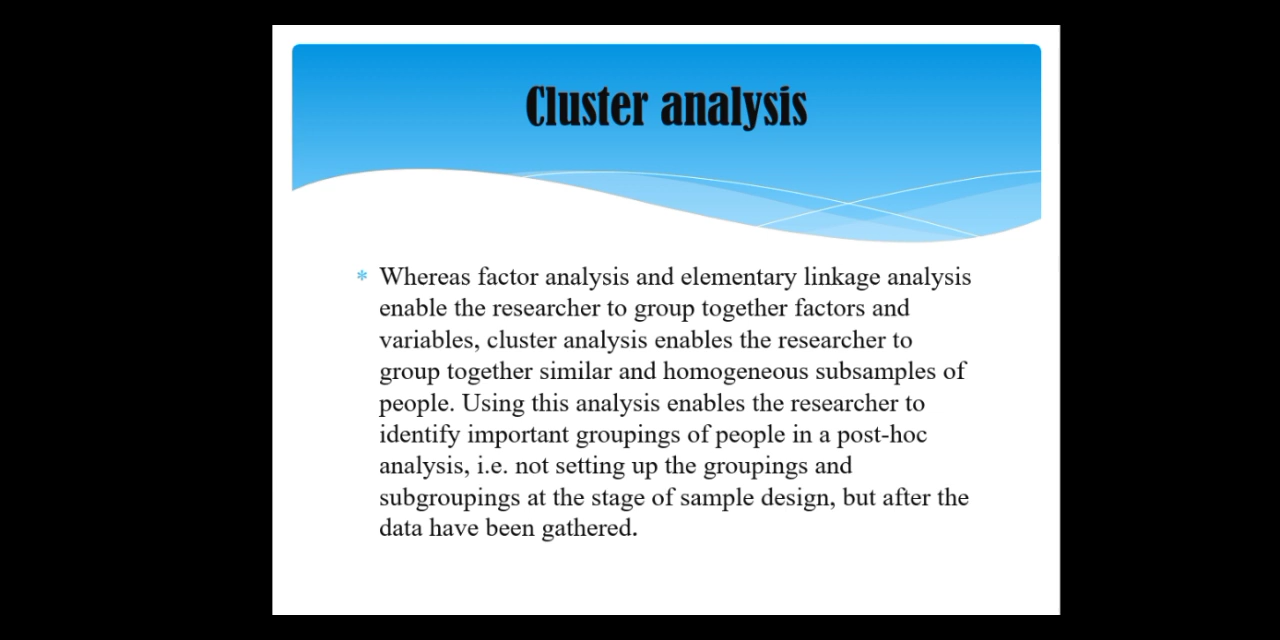 Cluster analysis
* Whereas factor analysis and elementary linkage analysis
enable the researcher to group together factors and
variables, cluster analysis enables the researcher to
group together similar and homogeneous subsamples of
people. Using this analysis enables the researcher to
identify important groupings of people in a post-hoc
analysis, i.e. not setting up the groupings and
subgroupings at the stage of sample design, but after the
data have been gathered.